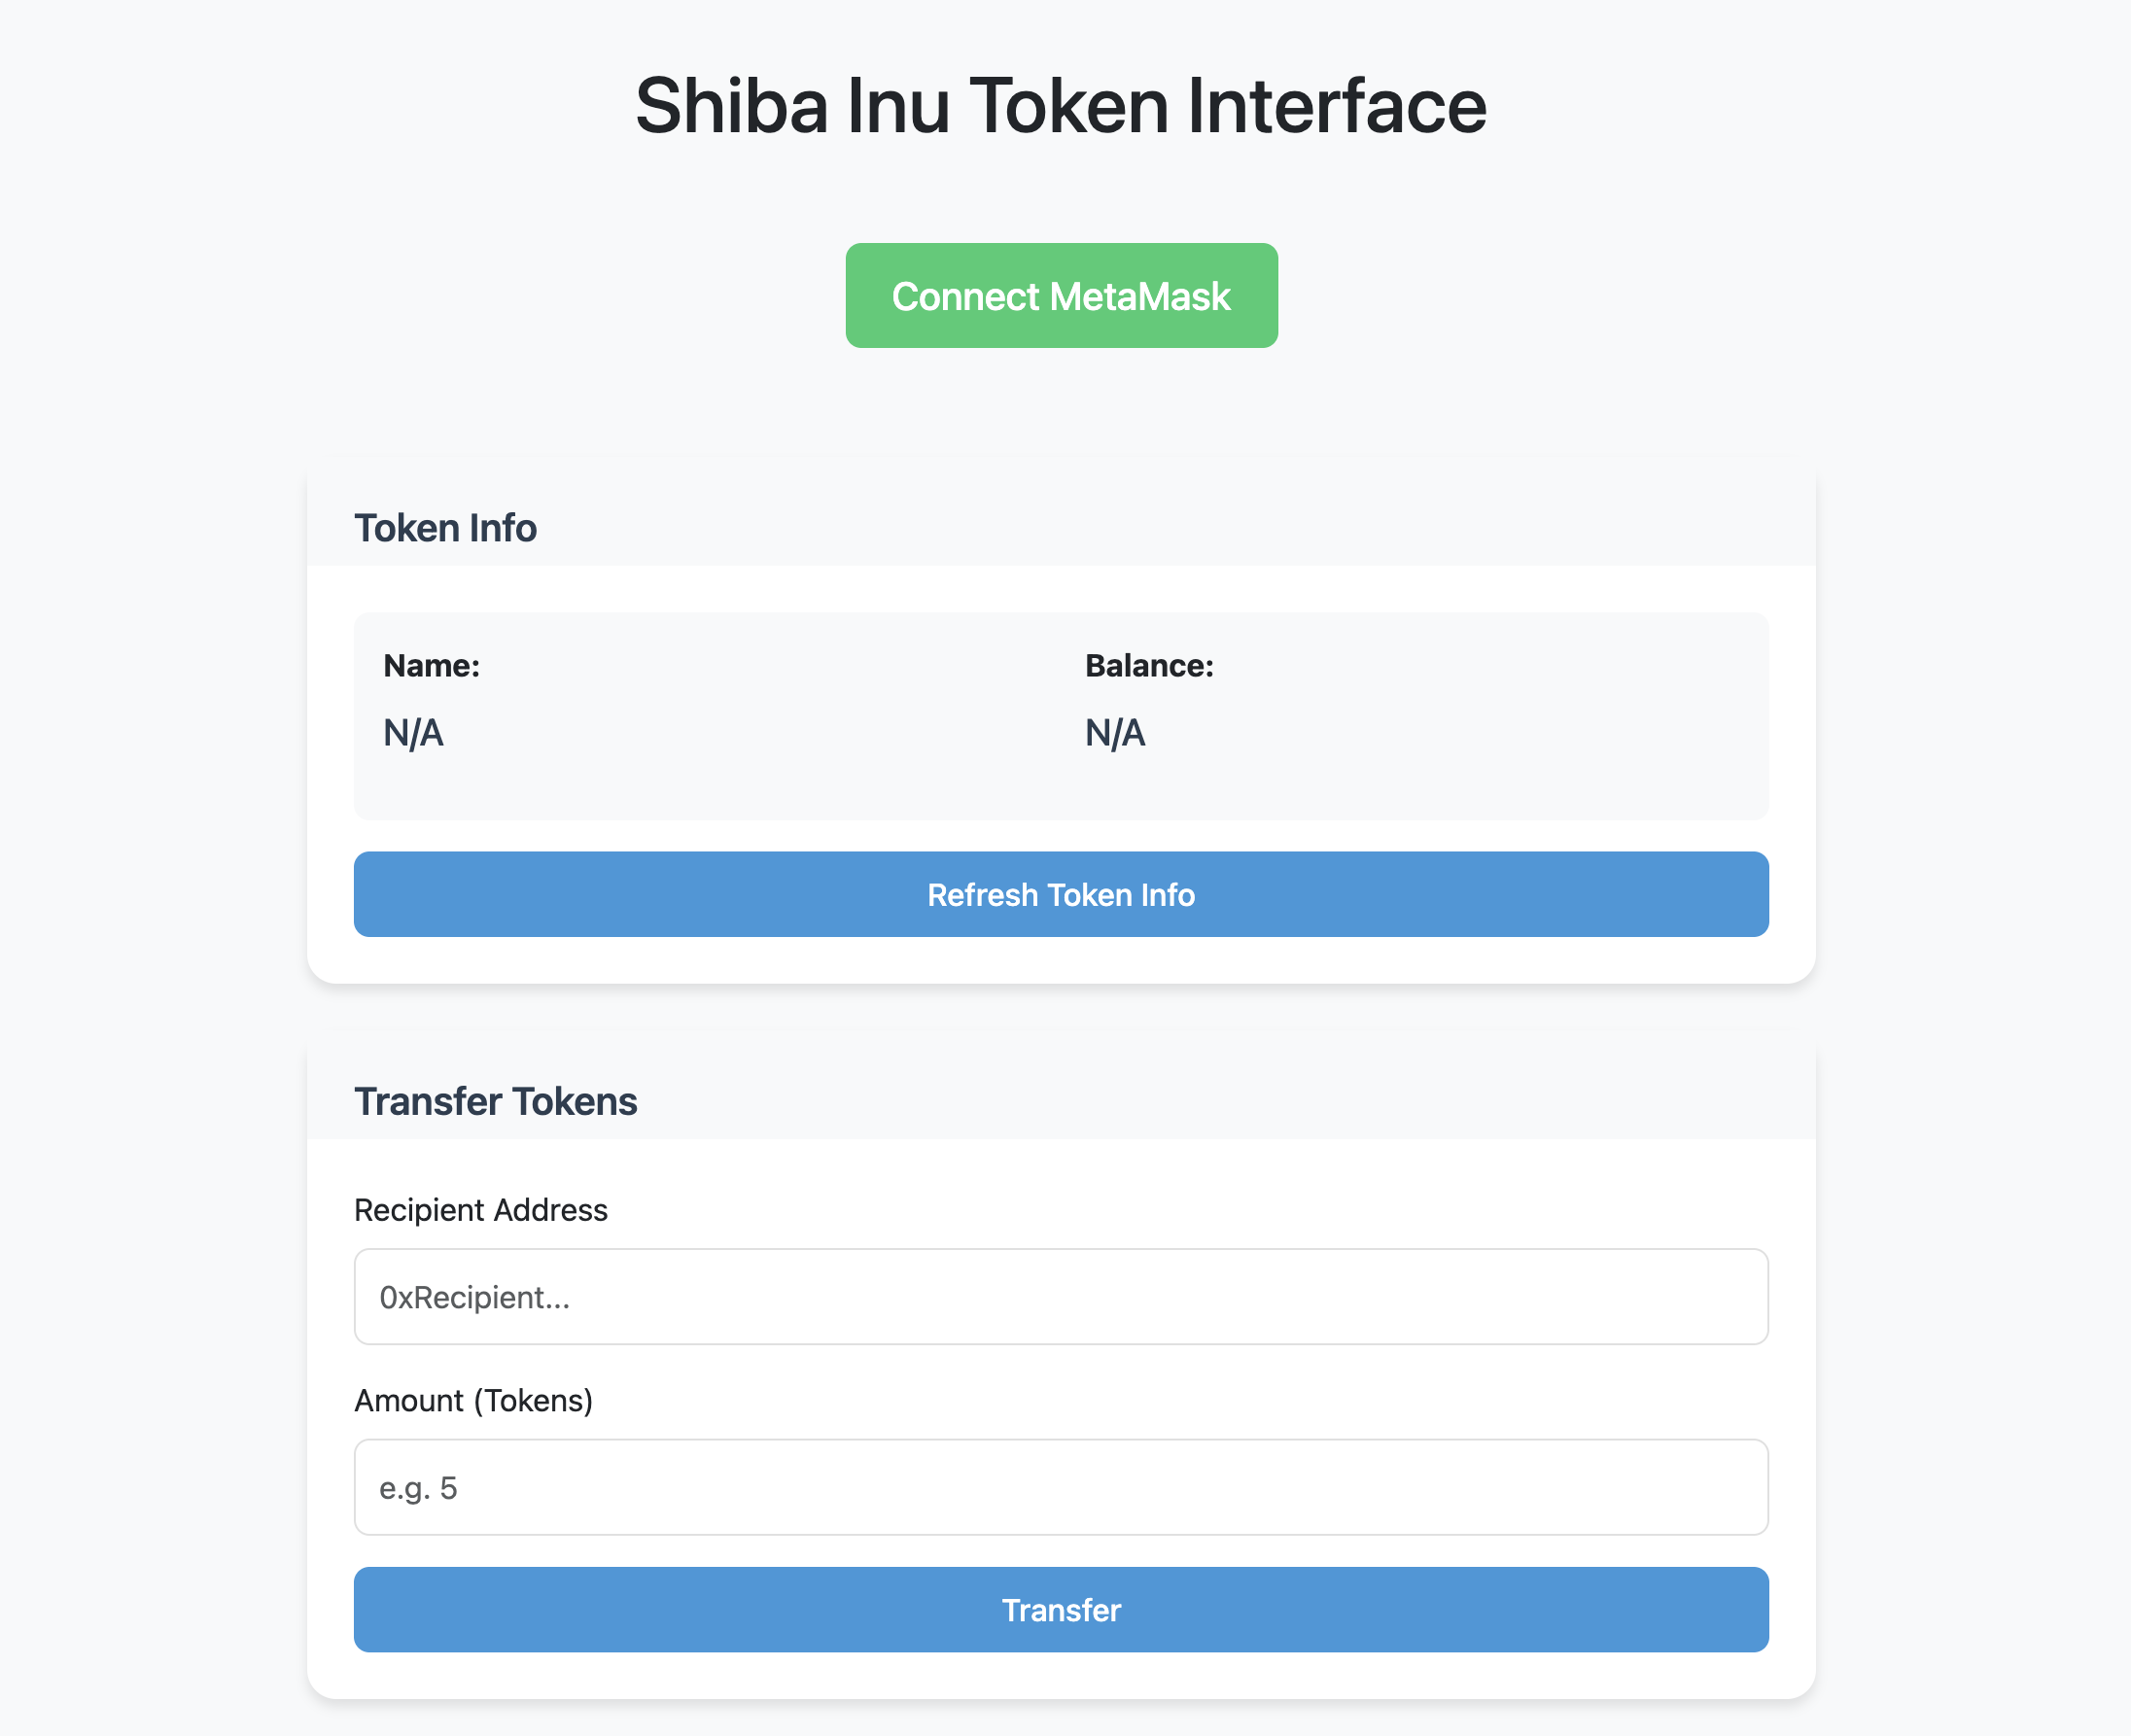 Shiba Inu Token Interface
Connect MetaMask
Token Info
Name:
N/A
Balance:
N/A
Refresh Token Info
Transfer Tokens
Recipient Address
0xRecipient...
Amount (Tokens)
e.g. 5
Transfer